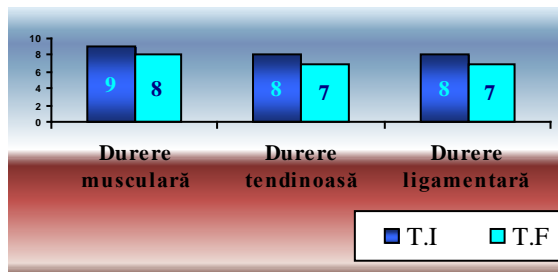 10
8
6
4
2
0
9 8 8 7 8 7
Durere Durere Durere
musculară tendinoasă ligamentară
T.I T.F